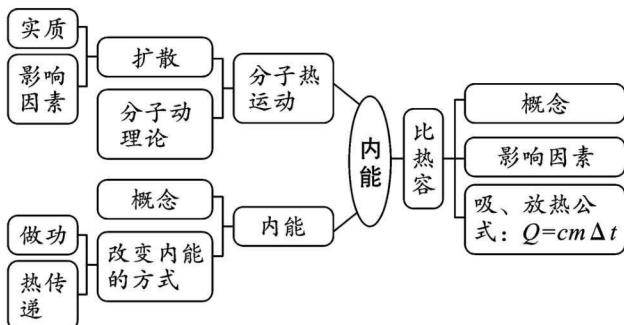 实质
影响
因素
扩散
分子动
理论
分子热
运动
概念
做功
热传
递
改变内能
的方式
内能
内能
比热容
概念
影响因素
吸、放热公
式：Q=cmΔt